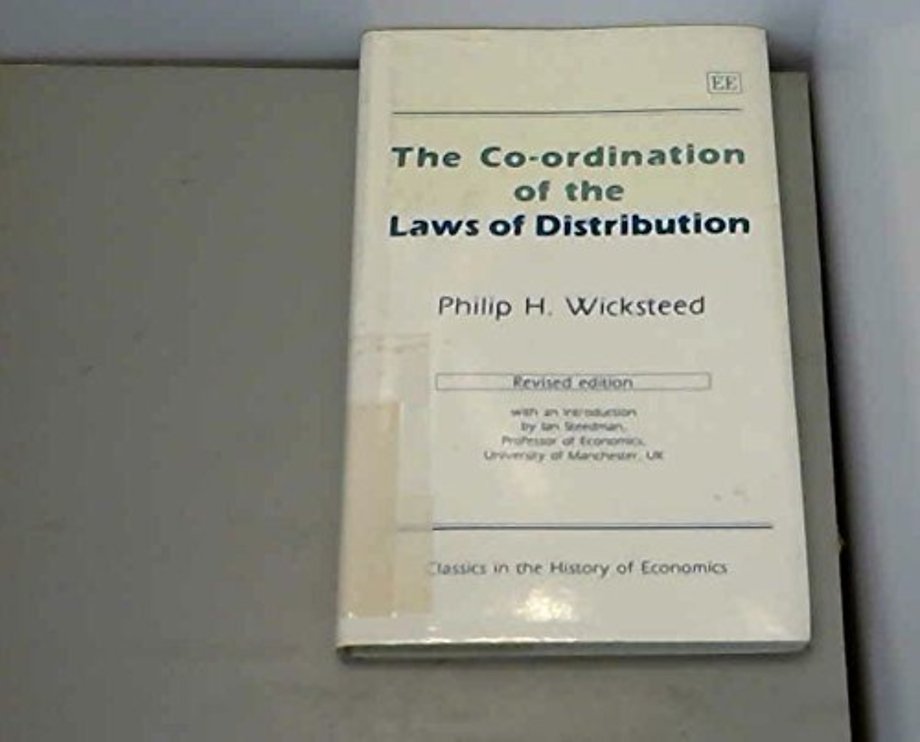 EE
The Co-ordination
of the
Laws of Distribution
Philip H. Wicksteed
Revised edition
with an introduction
by Ian Steedman,
Professor of Economics,
University of Manchester, UK
Classics in the History of Economics